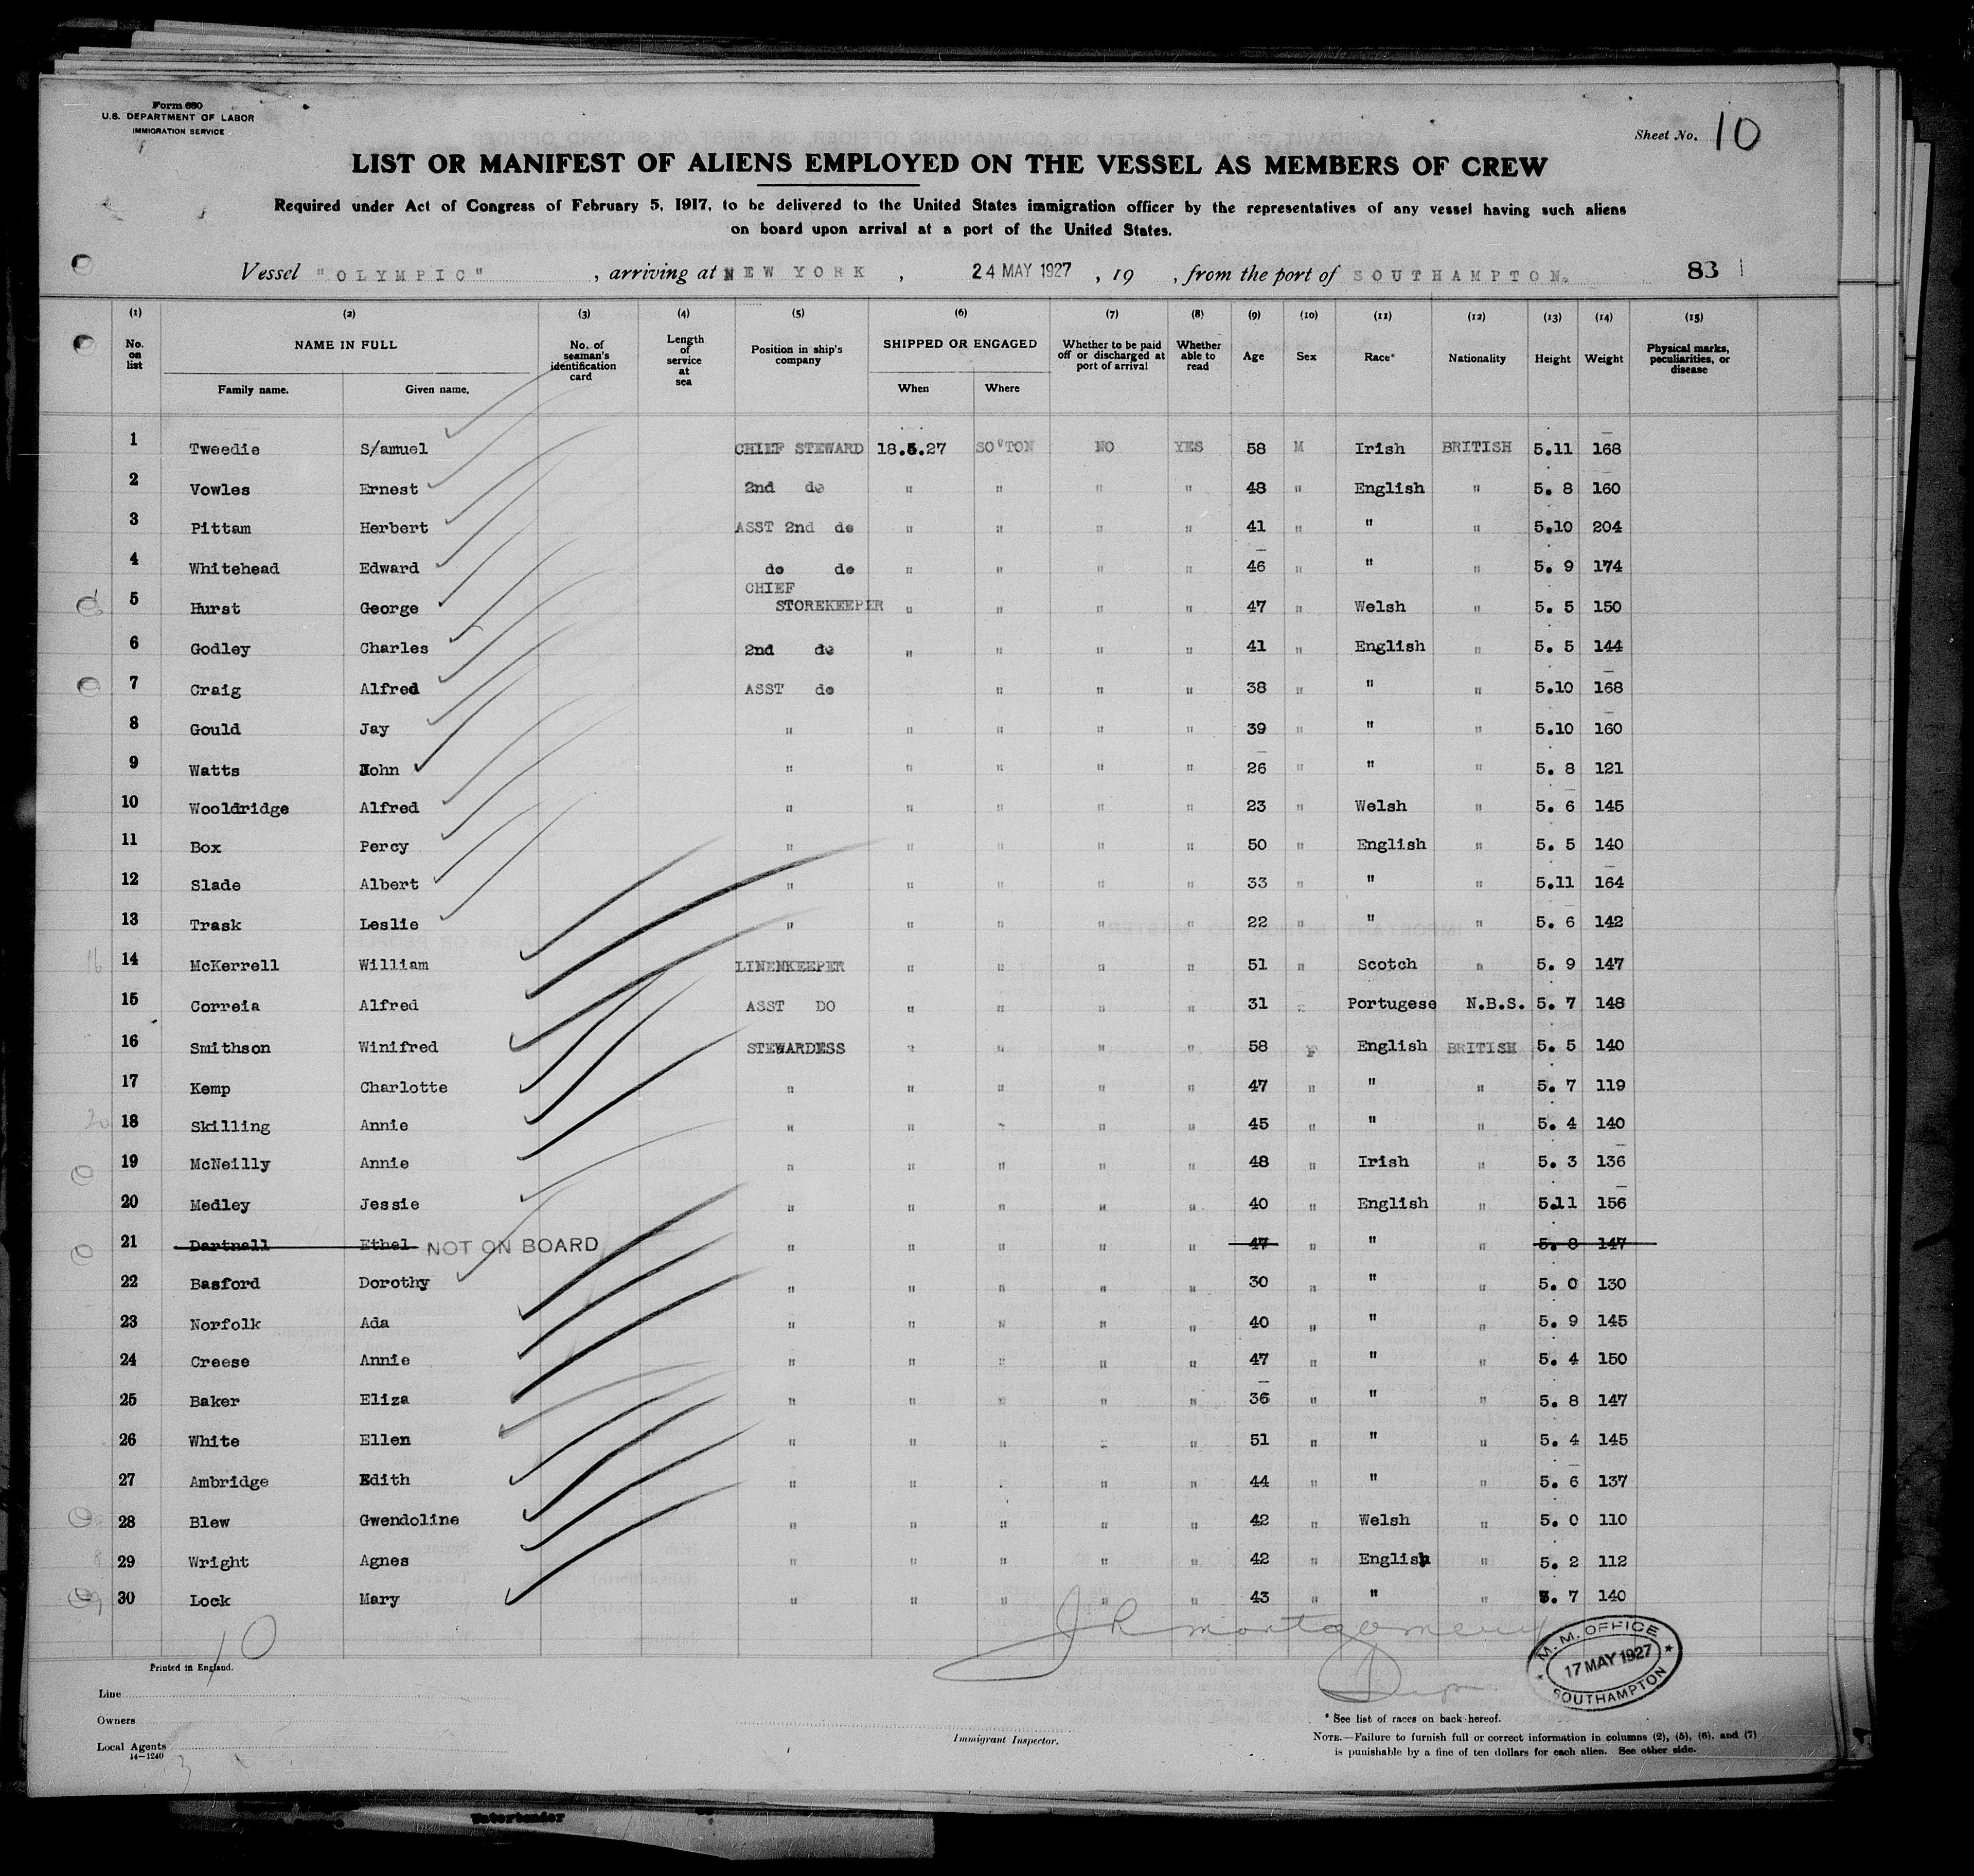 Form 680
U.S. DEPARTMENT OF LABOR
IMMIGRATION SERVICE
Sheet No. 10
LIST OR MANIFEST OF ALIENS EMPLOYED ON THE VESSEL AS MEMBERS OF CREW
Required under Act of Congress of February 5, 1917, to be delivered to the United States immigration officer by the representatives of any vessel having such aliens
on board upon arrival at a port of the United States.
Vessel "OLYMPIC" , arriving at NEW YORK , 24 MAY 1927 , 19 , from the port of SOUTHAMPTON. 83
(1) (2) (3) (4) (5) (6) (7) (8) (9) (10) (11) (12) (13) (14) (15)
No. on list NAME IN FULL Family name. Given name. No. of seaman's identification card Length of service at sea Position in ship's company SHIPPED OR ENGAGED When Where Whether to be paid off or discharged at port of arrival Whether able to read Age Sex Race* Nationality Height Weight Physical marks, peculiarities, or disease
1 Tweedie S/amuel CHIEF STEWARD 18.5.27 SO'TON NO YES 58 M Irish BRITISH 5.11 168
2 Vowles Ernest 2nd do " " " " 48 " English " 5. 8 160
3 Pittam Herbert ASST 2nd do " " " " 41 " " " 5.10 204
4 Whitehead Edward do do " " " " 46 " " " 5. 9 174
5 Hurst George CHIEF STOREKEEPER " " " " 47 " Welsh " 5. 5 150
6 Godley Charles 2nd do " " " " 41 " English " 5. 5 144
7 Craig Alfred ASST do " " " 38 " " " 5.10 168
8 Gould Jay " " " " " 39 " " " 5.10 160
9 Watts John " " " " " 26 " " " 5. 8 121
10 Wooldridge Alfred " " " " " 23 " Welsh " 5. 6 145
11 Box Percy " " " " " 50 " English " 5. 5 140
12 Slade Albert " " " " " 33 " " " 5.11 164
13 Trask Leslie " " " " " 22 " " " 5. 6 142
14 McKerrell William LINENKEEPER " " " " 51 " Scotch " 5. 9 147
15 Correia Alfred ASST DO " " " " 31 " Portugese N.B.S. 5. 7 148
16 Smithson Winifred STEWARDESS " " " " 58 F English BRITISH 5. 5 140
17 Kemp Charlotte " " " " " 47 " " " 5. 7 119
18 Skilling Annie " " " " " 45 " " " 5. 4 140
19 McNeilly Annie " " " " " 48 " Irish " 5. 3 136
20 Medley Jessie " " " " " 40 " English " 5.11 156
21 Dartnall Ethel NOT ON BOARD " " " " " 47 " " " 5. 8 147
22 Basford Dorothy " " " " " 30 " " " 5. 0 130
23 Norfolk Ada " " " " " 40 " " " 5. 9 145
24 Creese Annie " " " " " 47 " " " 5. 4 150
25 Baker Eliza " " " " " 36 " " " 5. 8 147
26 White Ellen " " " " " 51 " " " 5. 4 145
27 Ambridge Edith " " " " 44 " " " 5. 6 137
28 Blew Gwendoline " " " " " 42 " Welsh " 5. 0 110
29 Wright Agnes " " " " " 42 " English " 5. 2 112
30 Lock Mary " " " " " 43 " " " 5. 7 140
10
J R Montgomery
M. M. OFFICE
17 MAY 1927
SOUTHAMPTON
Printed in England.
Line
Owners
Local Agents
14—1240
Immigrant Inspector.
* See list of races on back hereof.
NOTE.—Failure to furnish full or correct information in columns (2), (5), (6), and (7)
is punishable by a fine of ten dollars for each alien. See other side.
Watertender